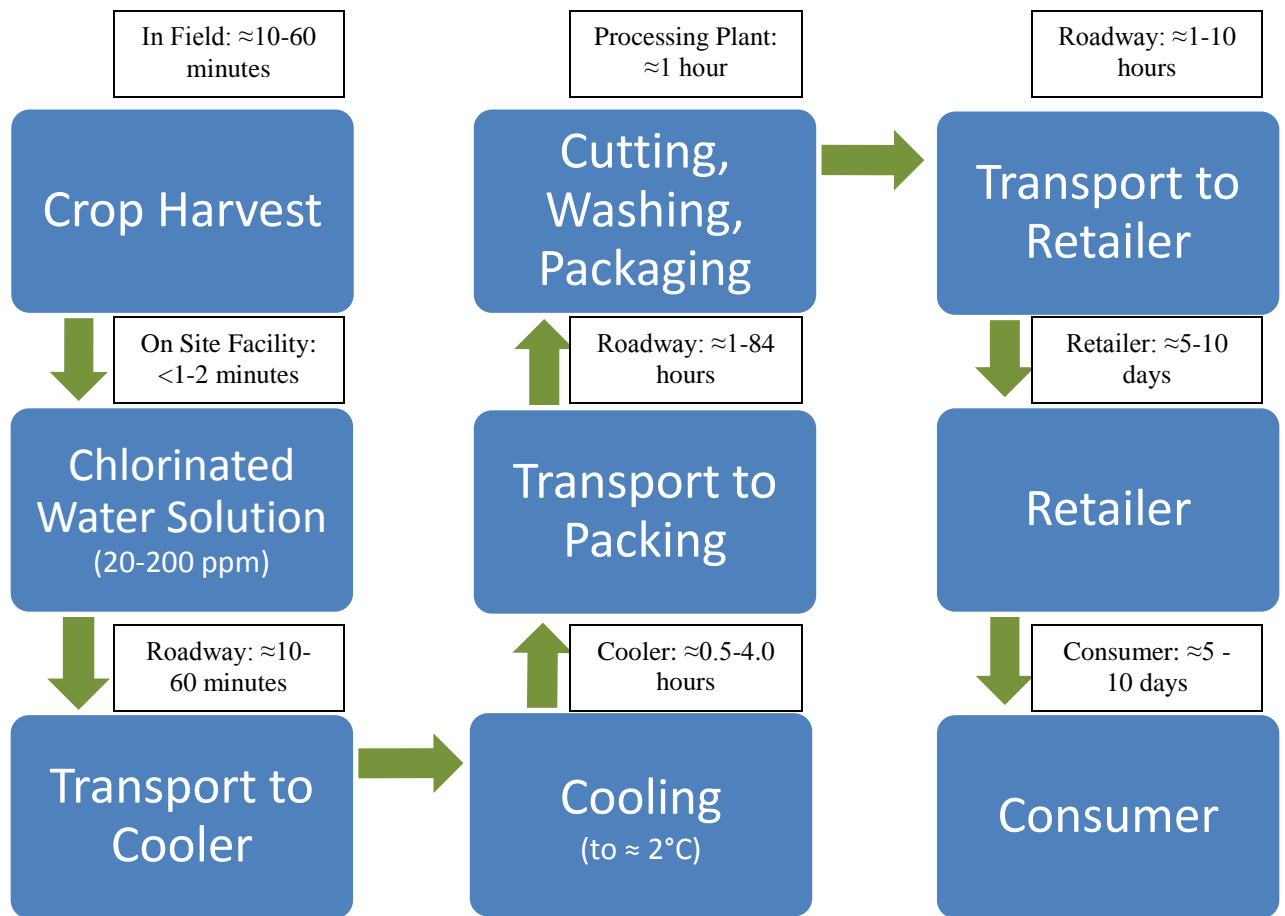 In Field: ≈10-60
minutes
Crop Harvest
On Site Facility:
<1-2 minutes
Chlorinated
Water Solution
(20-200 ppm)
Roadway: ≈10-
60 minutes
Transport to
Cooler
Cooler: ≈0.5-4.0
hours
Cooling
(to ≈ 2°C)
Roadway: ≈1-84
hours
Transport to
Packing
Processing Plant:
≈1 hour
Cutting,
Washing,
Packaging
Roadway: ≈1-10
hours
Transport to
Retailer
Retailer: ≈5-10
days
Retailer
Consumer: ≈5 -
10 days
Consumer